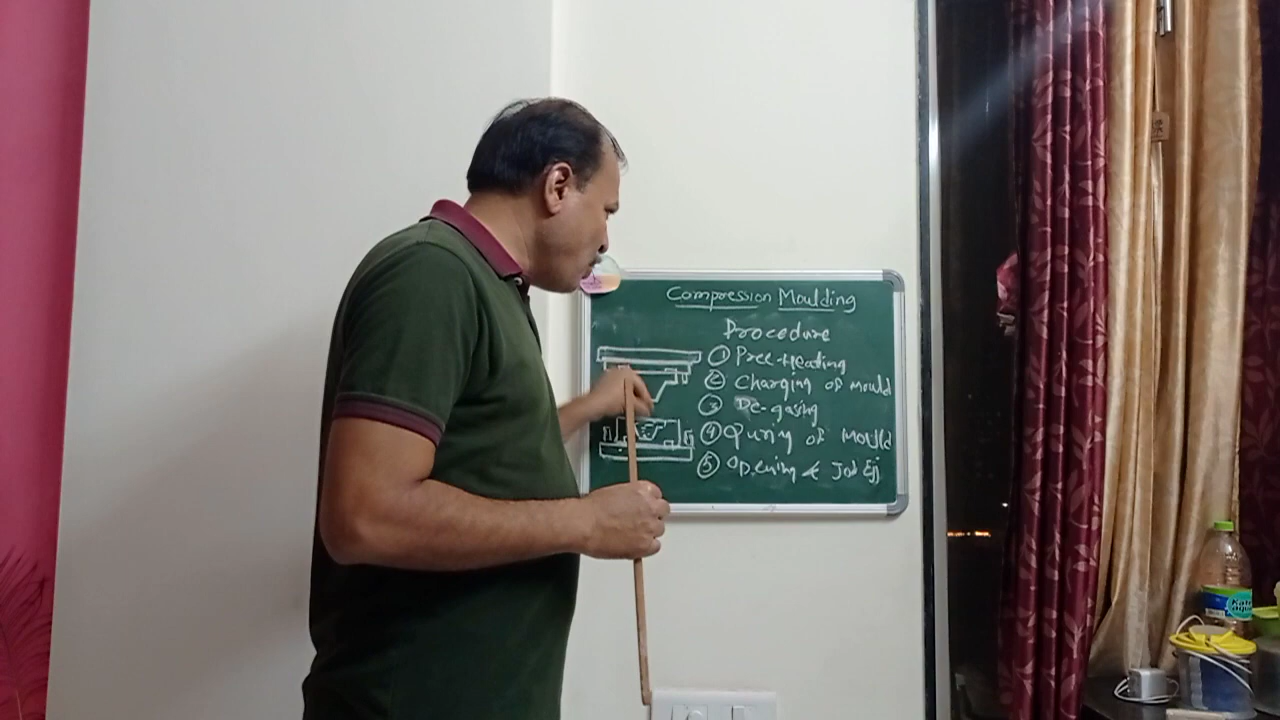 Compression Moulding
Procedure
① Pree-Heating
② Charging of Mould
③ De-gasing
④ Quring of Mould
⑤ Opening & Job Ejj